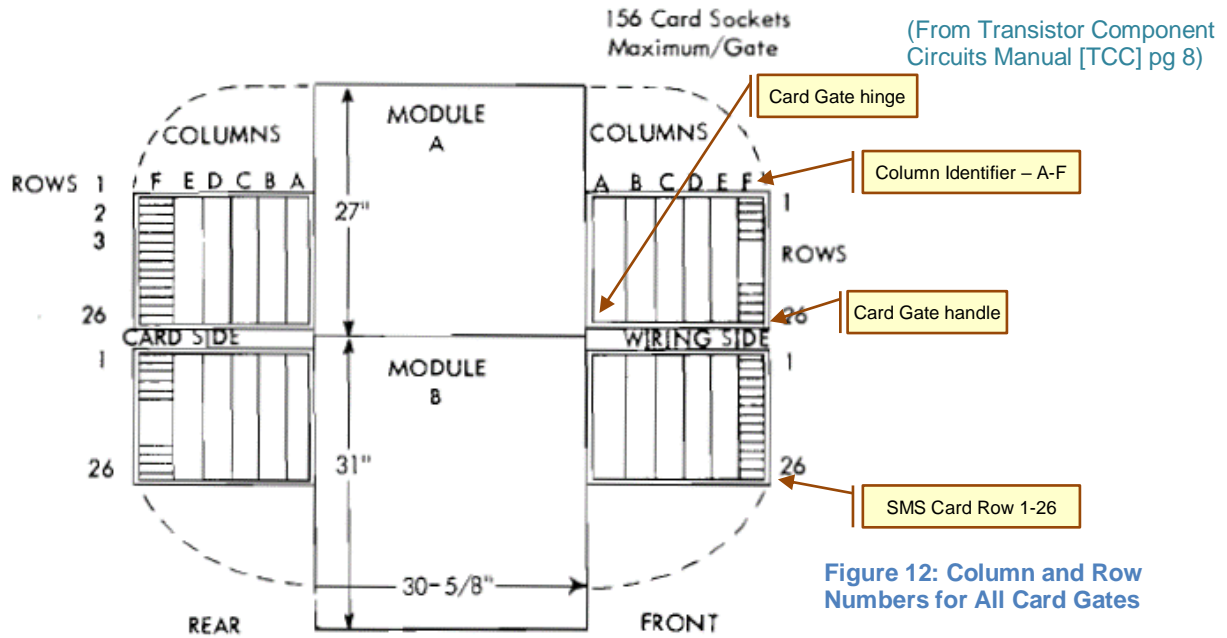 156 Card Sockets
Maximum/Gate
(From Transistor Component
Circuits Manual [TCC] pg 8)
Card Gate hinge
MODULE
A
COLUMNS
COLUMNS
Column Identifier – A-F
ROWS 1 F E D C B A
A B C D E F 1
2
3
27"
ROWS
26
26
Card Gate handle
CARD SIDE
WIRING SIDE
1
1
MODULE
B
26
31"
26
SMS Card Row 1-26
30-5/8"
Figure 12: Column and Row
Numbers for All Card Gates
REAR
FRONT